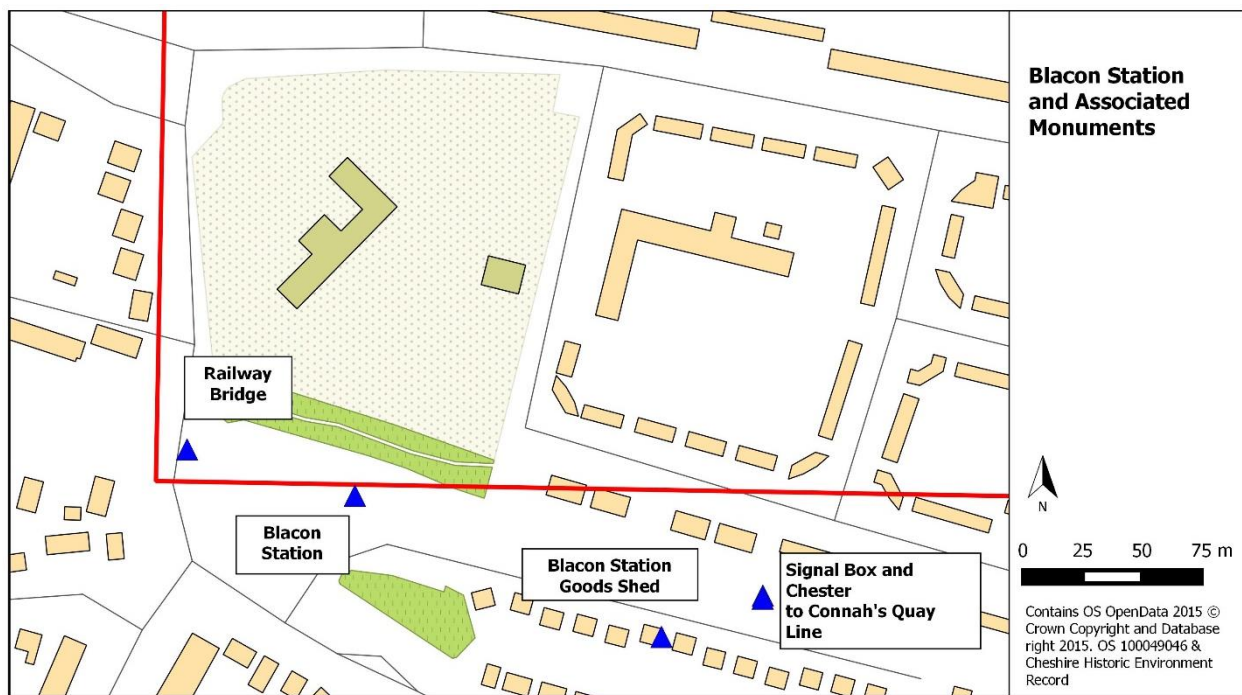 Blacon Station
and Associated
Monuments
Railway
Bridge
Blacon
Station
Blacon Station
Goods Shed
Signal Box and
Chester
to Connah's Quay
Line
N
0 25 50 75 m
Contains OS OpenData 2015 ©
Crown Copyright and Database
right 2015. OS 100049046 &
Cheshire Historic Environment
Record